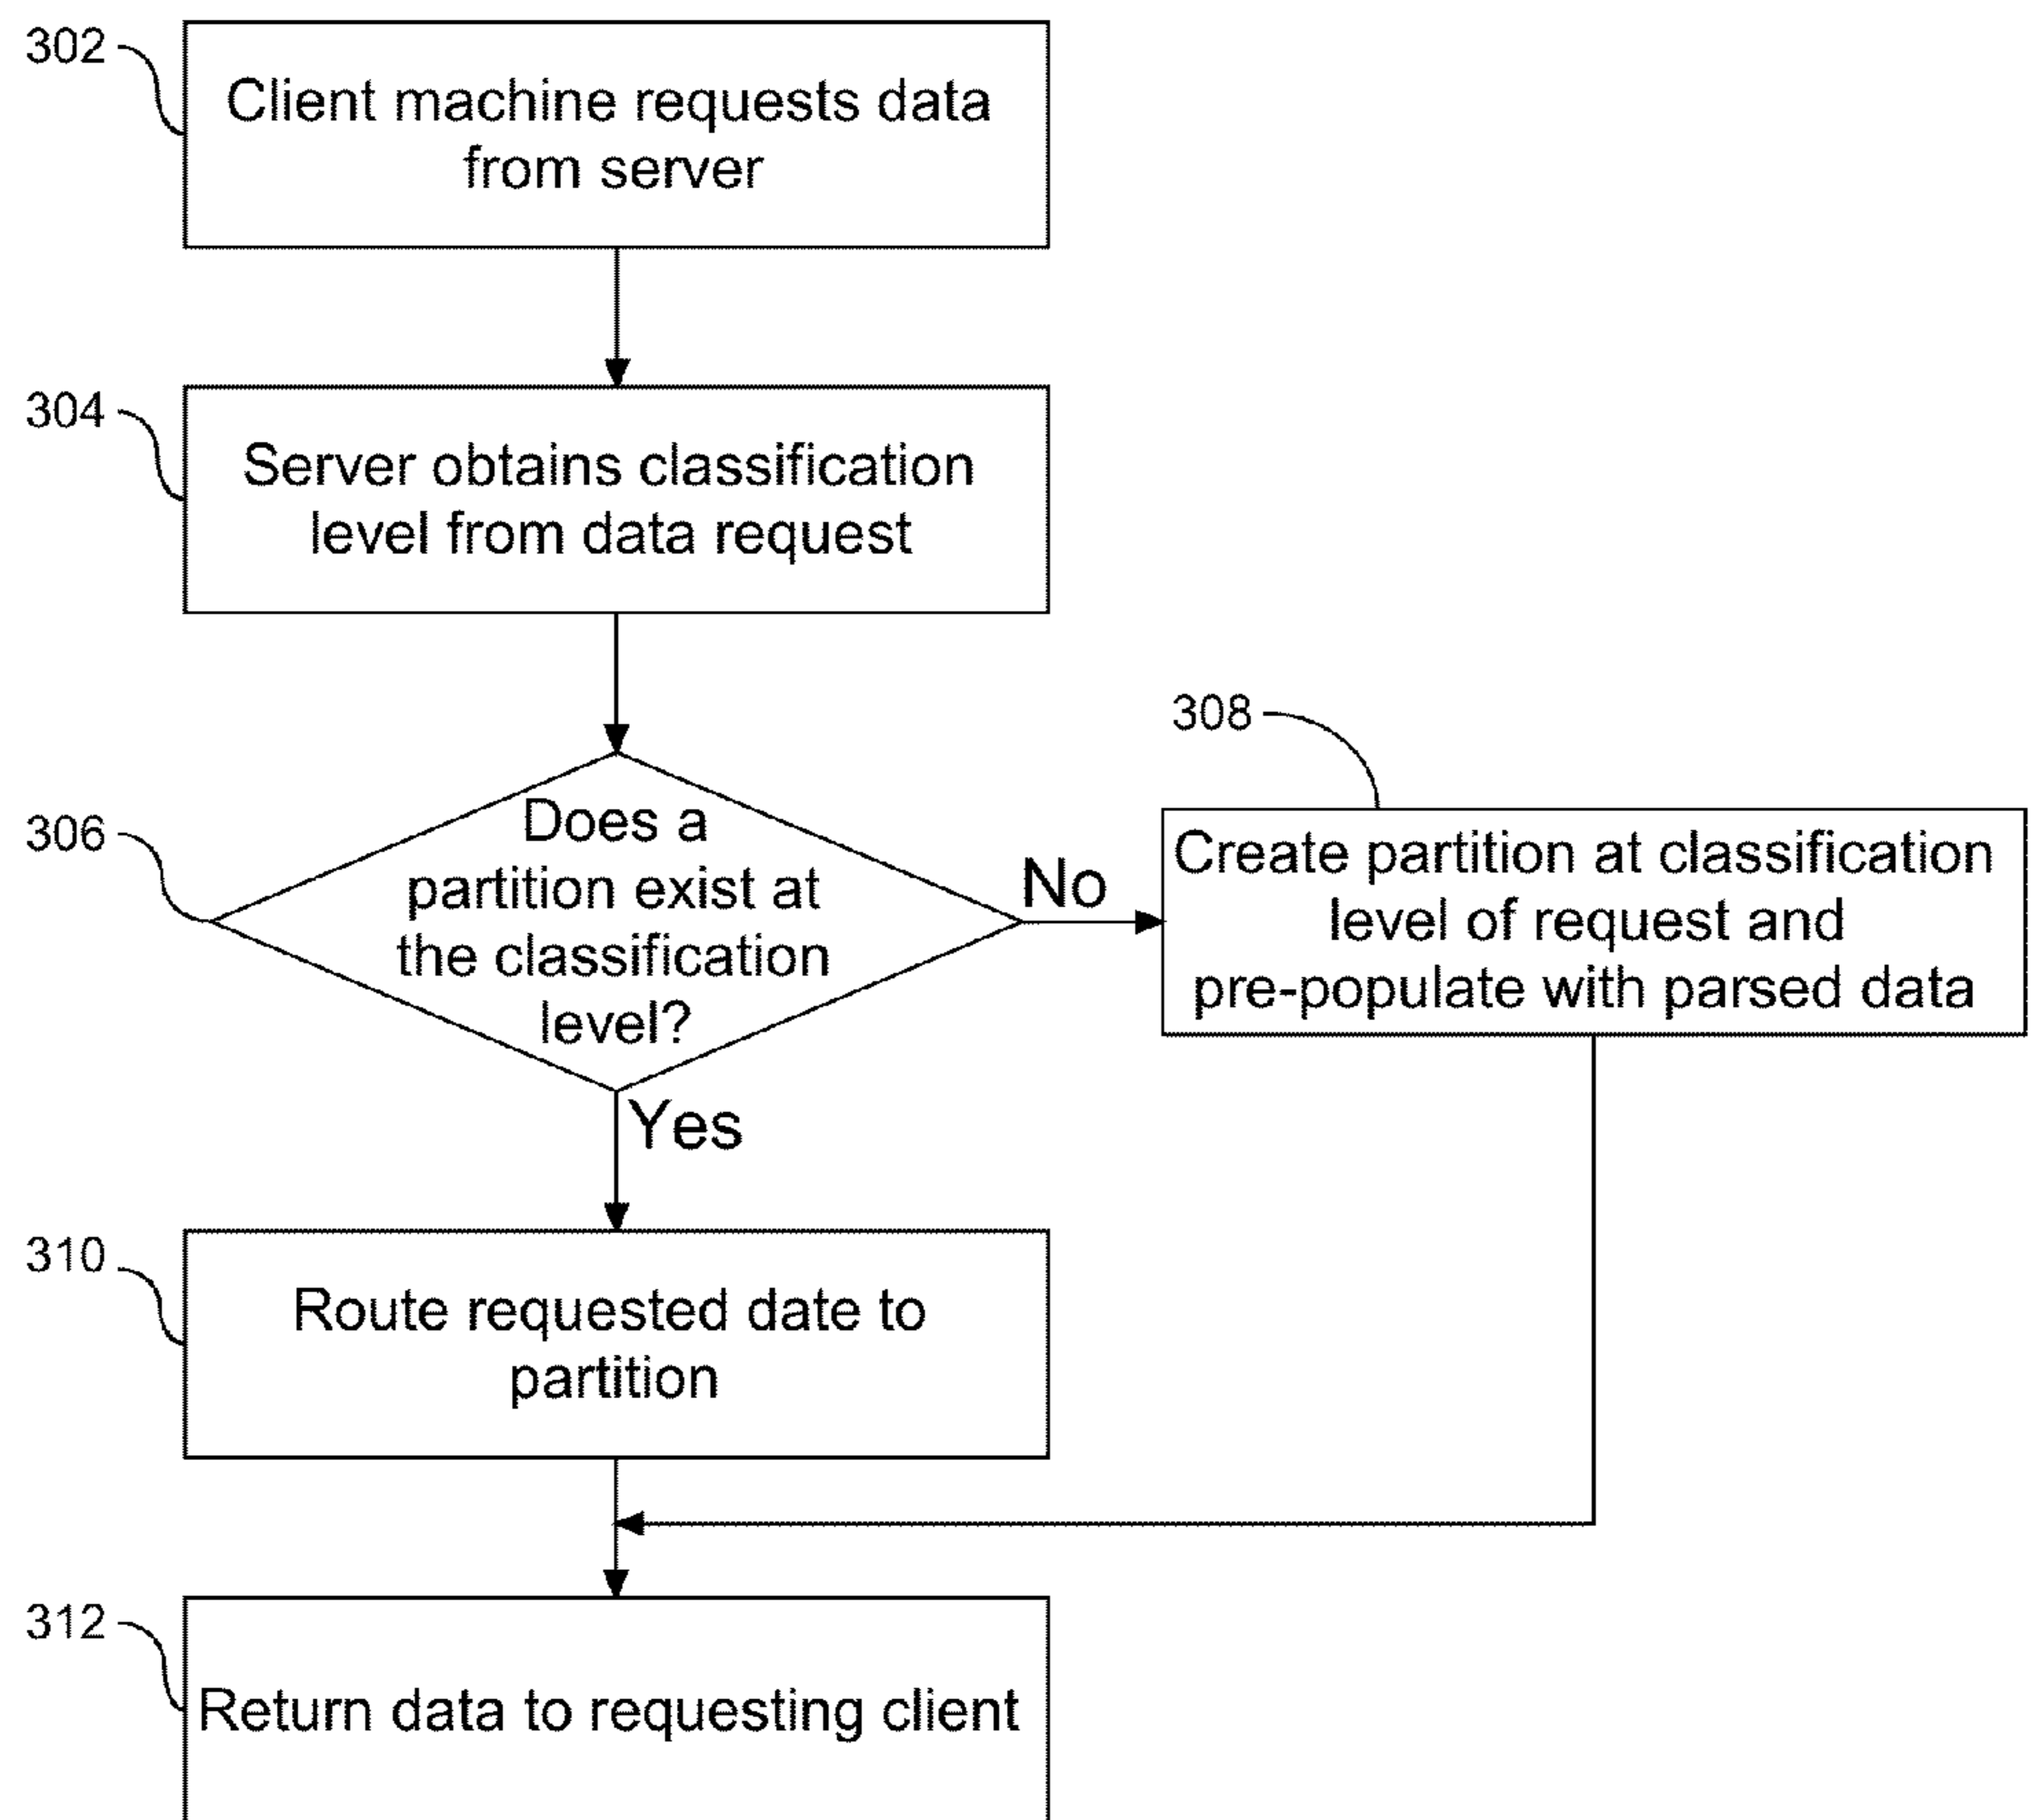 302
Client machine requests data
from server
304
Server obtains classification
level from data request
306
Does a
partition exist at
the classification
level?
No
308
Create partition at classification
level of request and
pre-populate with parsed data
Yes
310
Route requested date to
partition
312
Return data to requesting client